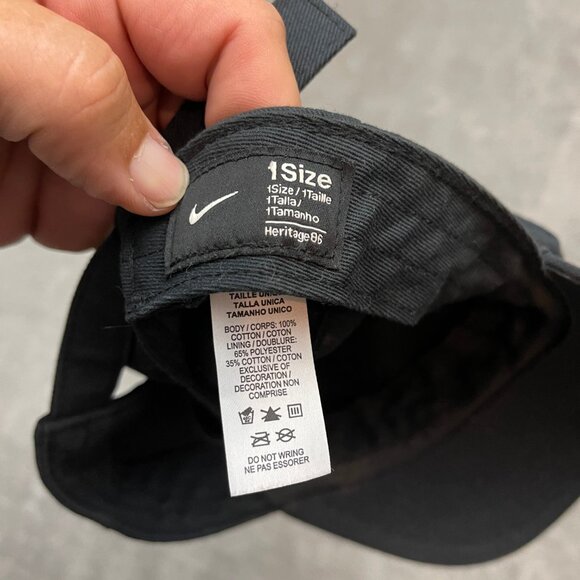 1Size
1Size / 1Taille
1Talla /
1Tamanho
Heritage86
TAILLE UNIQUE
TALLA UNICA
TAMANHO UNICO
BODY / CORPS: 100%
COTTON / COTON
LINING / DOUBLURE:
65% POLYESTER
35% COTTON / COTON
EXCLUSIVE OF
DECORATION /
DECORATION NON
COMPRISE
DO NOT WRING
NE PAS ESSORER